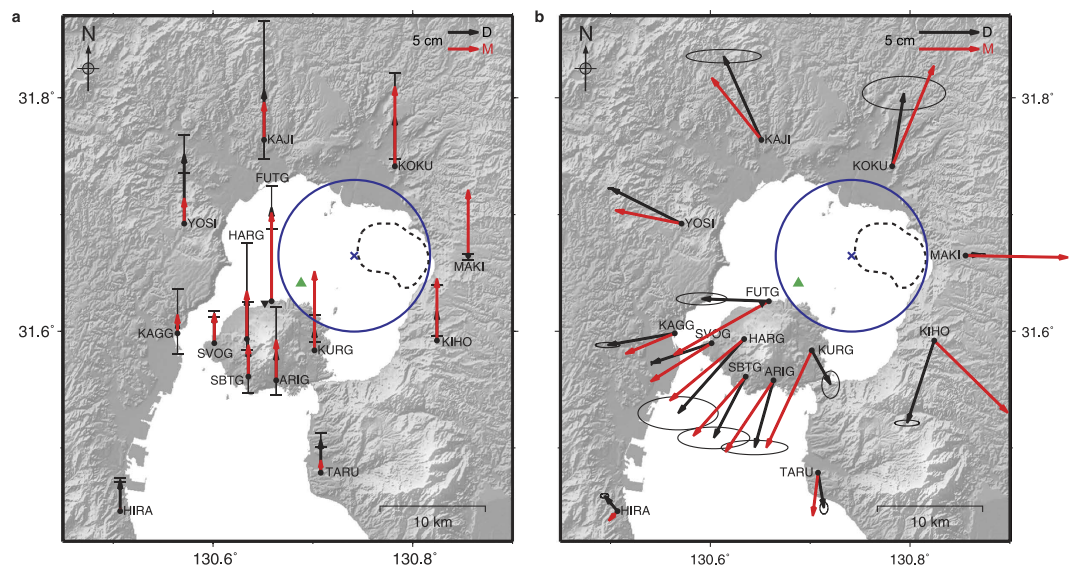 a
N
5 cm
D
M
31.8°
31.6°
KAJI
KOKU
FUTG
YOSI
HARG
MAKI
KAGG
SVOG
KURG
KIHO
SBTG
ARIG
TARU
HIRA
10 km
130.6°
130.8°
b
N
5 cm
D
M
31.8°
31.6°
KAJI
KOKU
YOSI
MAKI
FUTG
KAGG
SVOG
HARG
KURG
KIHO
SBTG
ARIG
TARU
HIRA
10 km
130.6°
130.8°